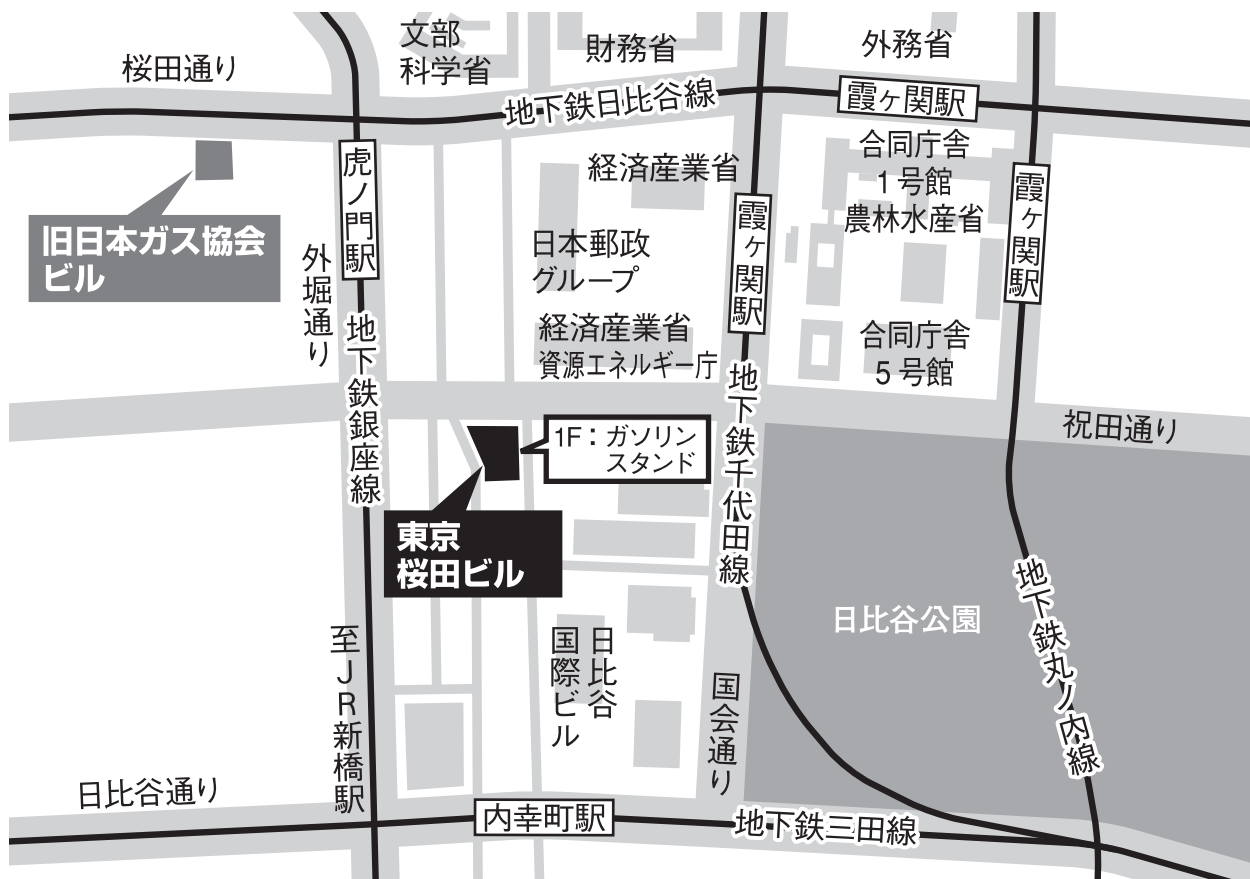 文部
科学省
財務省
外務省
桜田通り
地下鉄日比谷線
霞ヶ関駅
合同庁舎
1号館
農林水産省
経済産業省
虎ノ門駅
霞ヶ関駅
霞ヶ関駅
旧日本ガス協会
ビル
外堀通り
日本郵政
グループ
経済産業省
資源エネルギー庁
合同庁舎
5号館
地下鉄銀座線
地下鉄千代田線
祝田通り
1F：ガソリン
スタンド
東京
桜田ビル
日比谷公園
地下鉄丸ノ内線
至JR新橋駅
日比谷
国際ビル
国会通り
日比谷通り
内幸町駅
地下鉄三田線